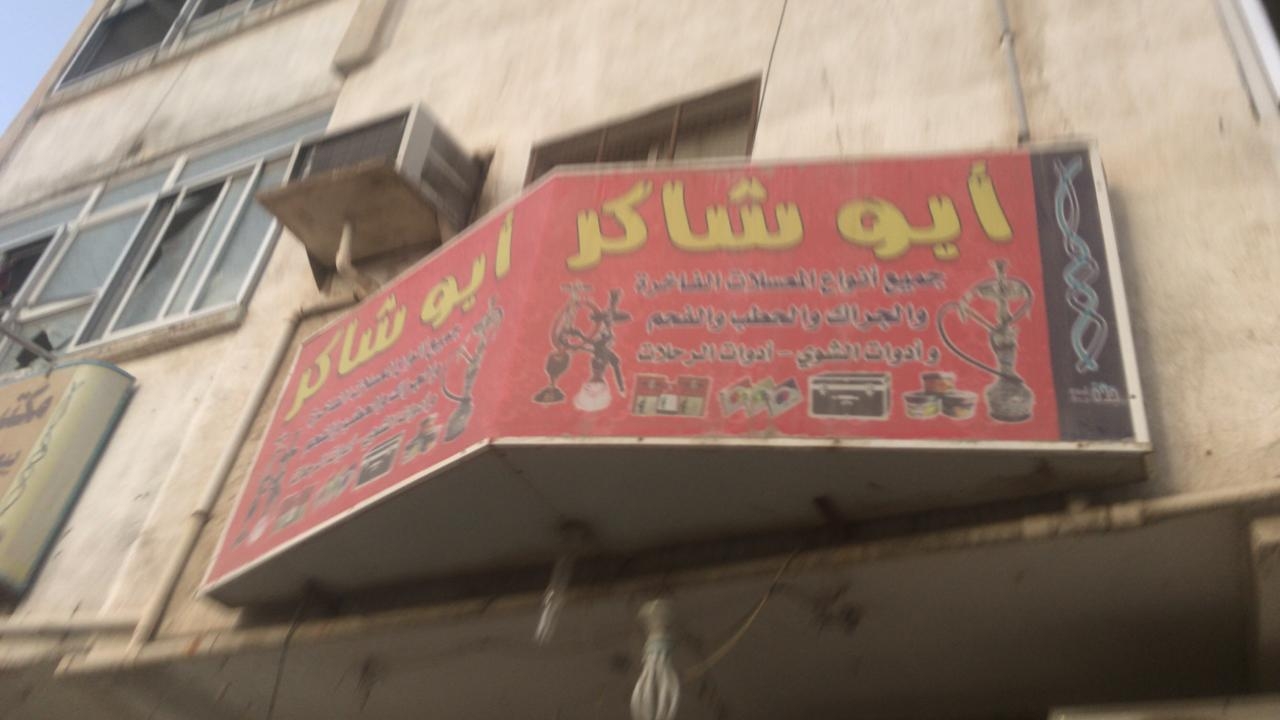 أبو شاكر
جميع أنواع المعسلات الفاخرة
والجراك والحطب والفحم
وأدوات الشوي - أدوات الرحلات
أبو شاكر